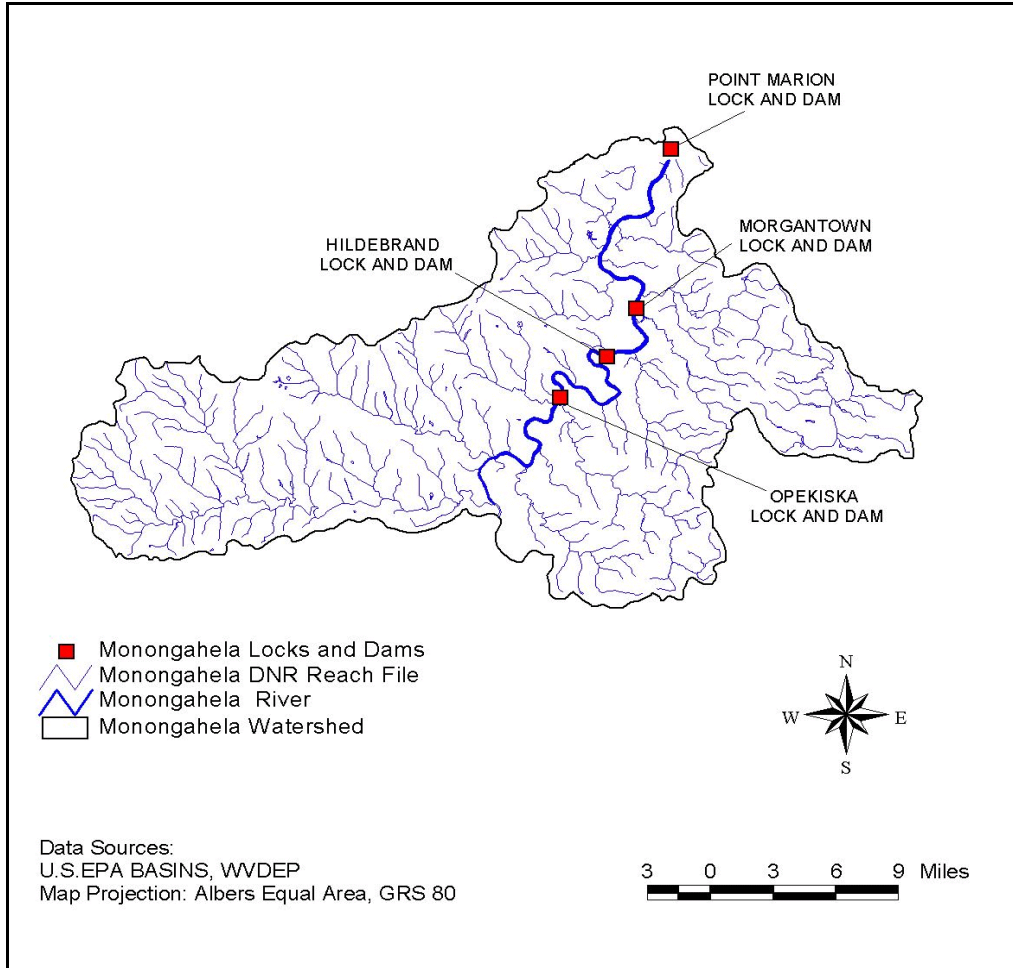 POINT MARION
LOCK AND DAM
MORGANTOWN
LOCK AND DAM
HILDEBRAND
LOCK AND DAM
OPEKISKA
LOCK AND DAM
Monongahela Locks and Dams
Monongahela DNR Reach File
Monongahela River
Monongahela Watershed
N
W E
S
Data Sources:
U.S.EPA BASINS, WVDEP
Map Projection: Albers Equal Area, GRS 80
3 0 3 6 9 Miles